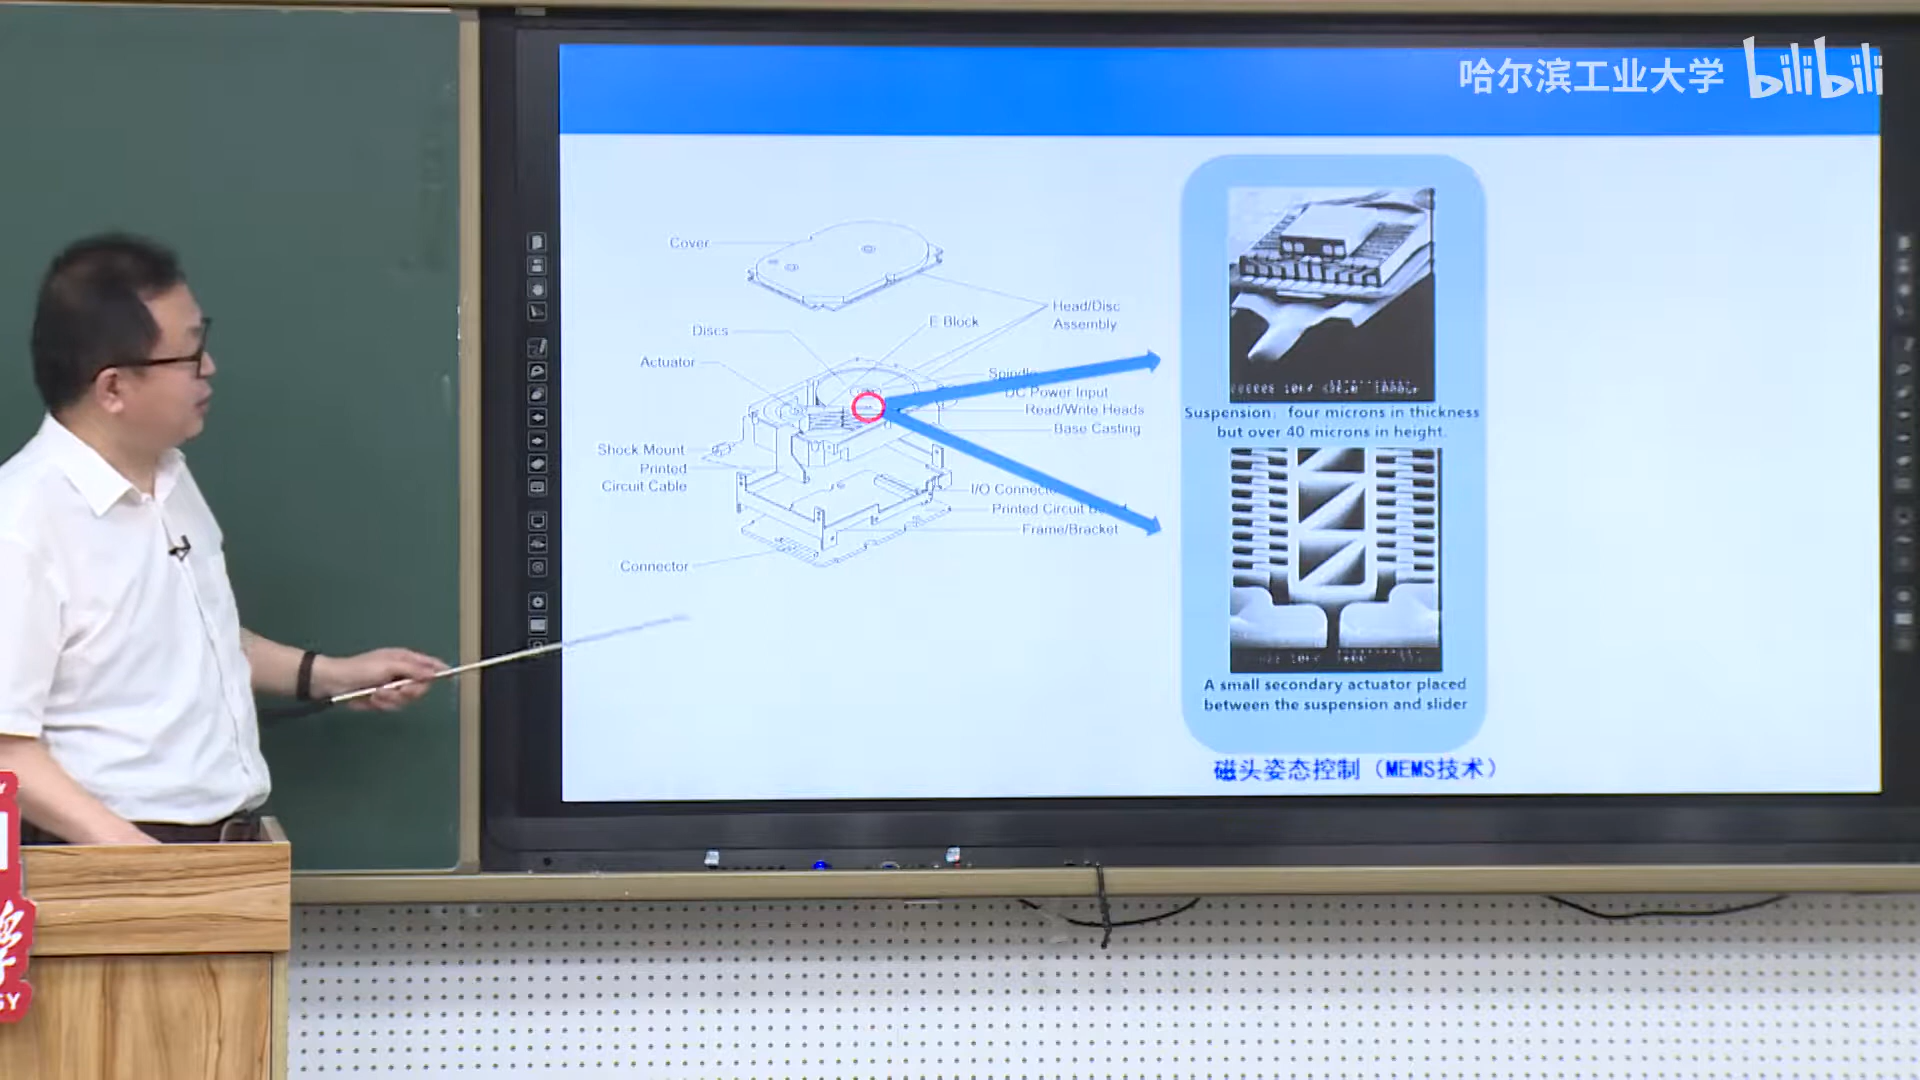 哈尔滨工业大学 bilibili
Cover
Head/Disc
Assembly
E Block
Discs
Actuator
Spindle
DC Power Input
Read/Write Heads
Base Casting
Shock Mount
Printed
Circuit Cable
I/O Connecto
Printed Circuit Board
Frame/Bracket
Connector
Suspension: four microns in thickness
but over 40 microns in height.
A small secondary actuator placed
between the suspension and slider
磁头姿态控制（MEMS技术）